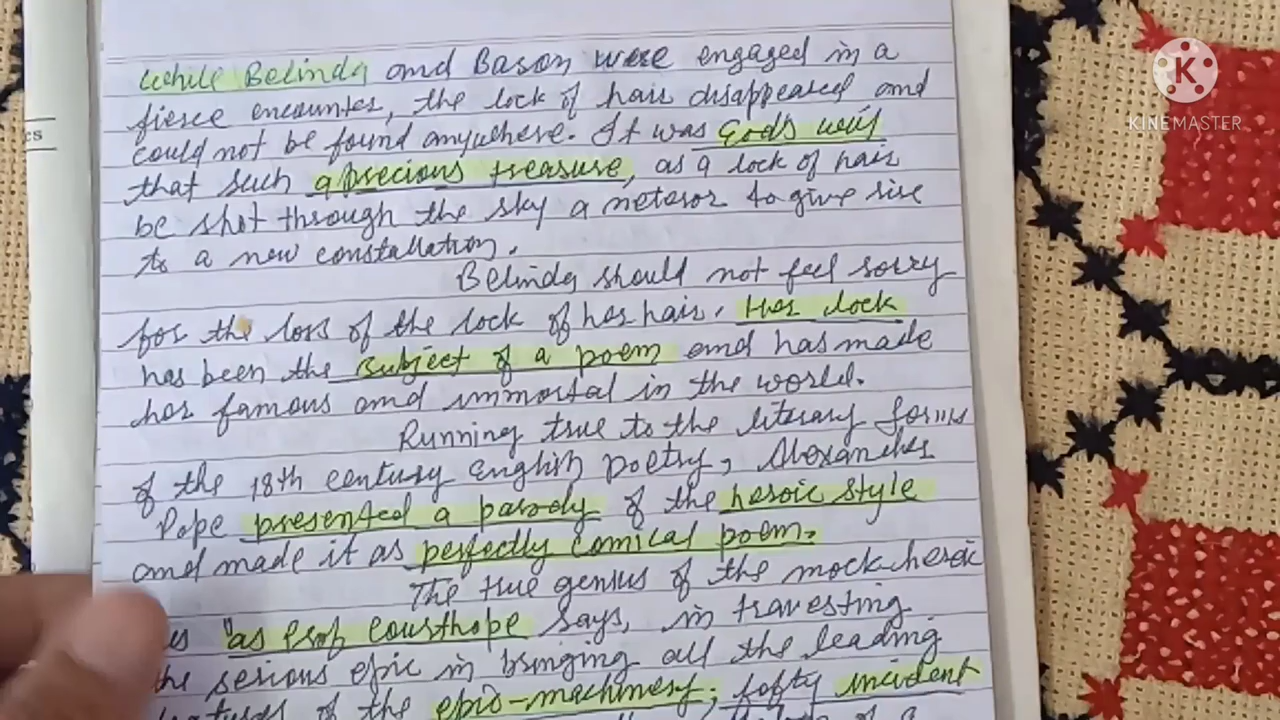 While Belinda and Baron were engaged in a
fierce encounter, the lock of hair disappeared and
could not be found anywhere. It was God's will
that such a precious treasure, as a lock of hair
be shot through the sky a meteor to give rise
to a new constallation.
Belinda should not feel sorry
for the loss of the lock of her hair. Her lock
has been the subject of a poem and has made
her famous and immortal in the world.
Running true to the literary forms
of the 18th century English Poetry, Alexander
Pope presented a parody of the heroic style
and made it as perfectly comical poem.
The true genius of the mock-heroic
"as Prof Courthope says, in travesting
the serious epic in bringing all the leading
of the epic-machinery; lofty incident
of a
KINEMASTER